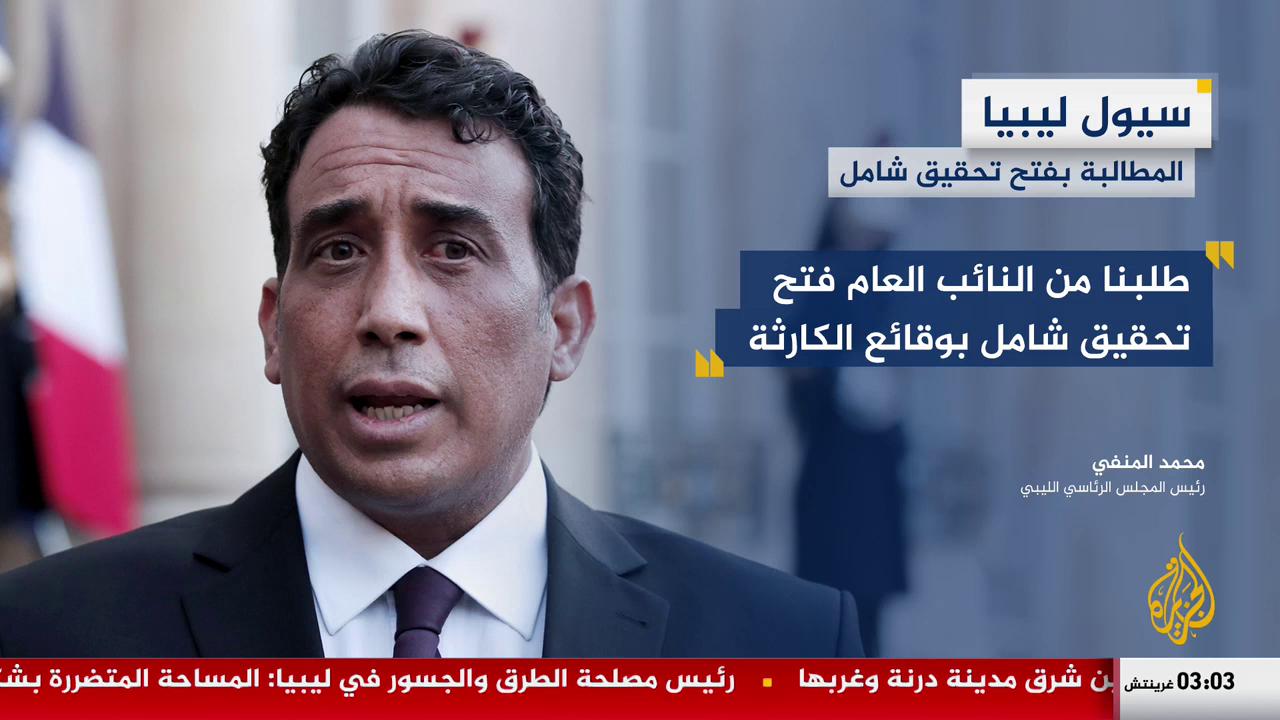 سيول ليبيا
المطالبة بفتح تحقيق شامل
طلبنا من النائب العام فتح
تحقيق شامل بوقائع الكارثة
محمد المنفي
رئيس المجلس الرئاسي الليبي
الجزيرة
03:03 غرينتش
شرق مدينة درنة وغربها ▪ رئيس مصلحة الطرق والجسور في ليبيا: المساحة المتضررة